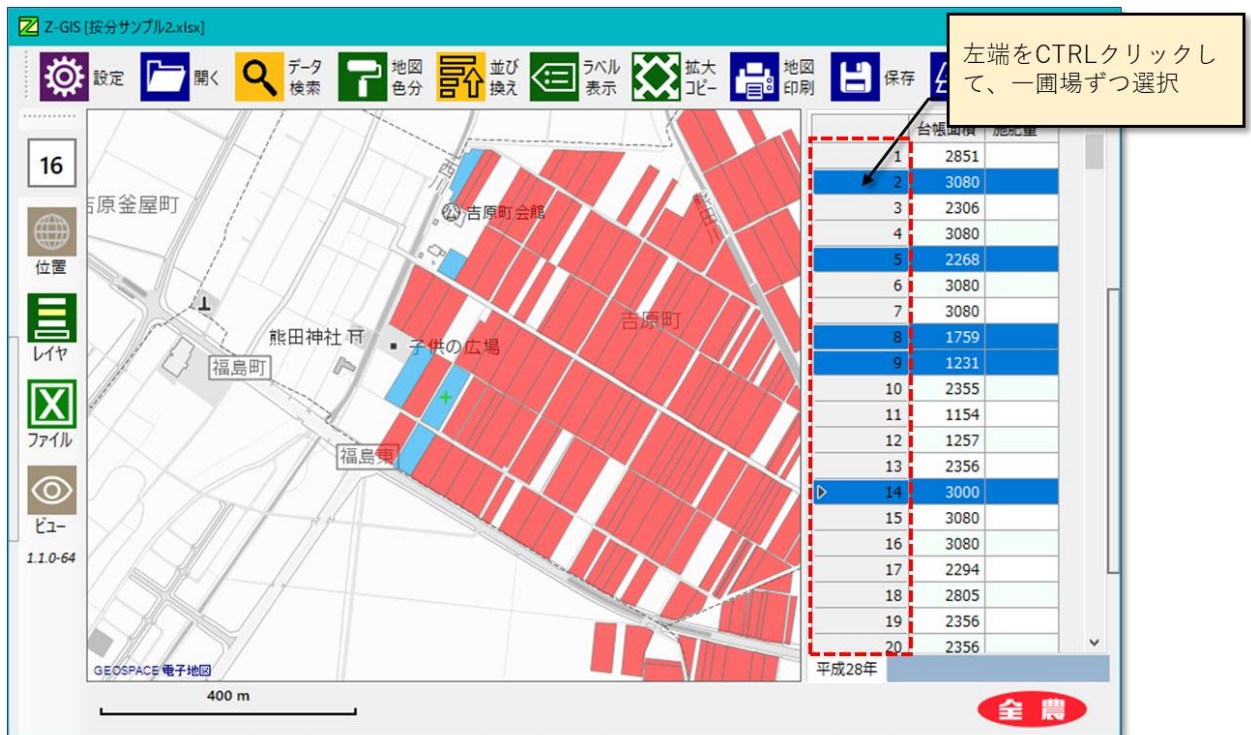 Z-GIS [按分サンプル2.xlsx]
左端をCTRLクリックし
て、一圃場ずつ選択
設定
開く
データ
検索
地図
色分
並び
換え
ラベル
表示
拡大
コピー
地図
印刷
保存
16
位置
レイヤ
ファイル
ビュー
1.1.0-64
吉原釜屋町
西川
吉原町会館
熊田川
吉原町
熊田神社
子供の広場
福島町
福島東
GEOSPACE 電子地図
400 m
台帳面積 施肥量
1 2851
2 3080
3 2306
4 3080
5 2268
6 3080
7 3080
8 1759
9 1231
10 2355
11 1154
12 1257
13 2356
14 3000
15 3080
16 3080
17 2294
18 2805
19 2356
20 2356
平成28年
全農